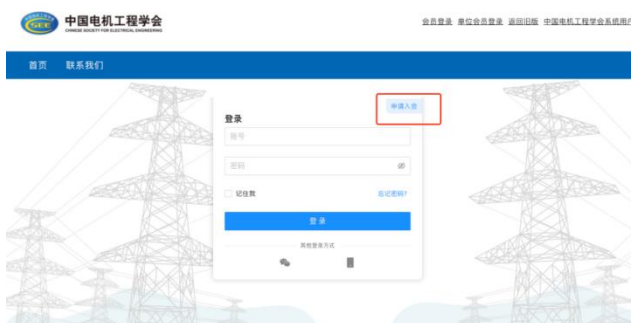 中国电机工程学会
CHINESE SOCIETY FOR ELECTRICAL ENGINEERING
会员登录 单位会员登录 返回旧版 中国电机工程学会系统用户
首页 联系我们
申请入会
登录
账号
密码
记住我
忘记密码?
登 录
其他登录方式